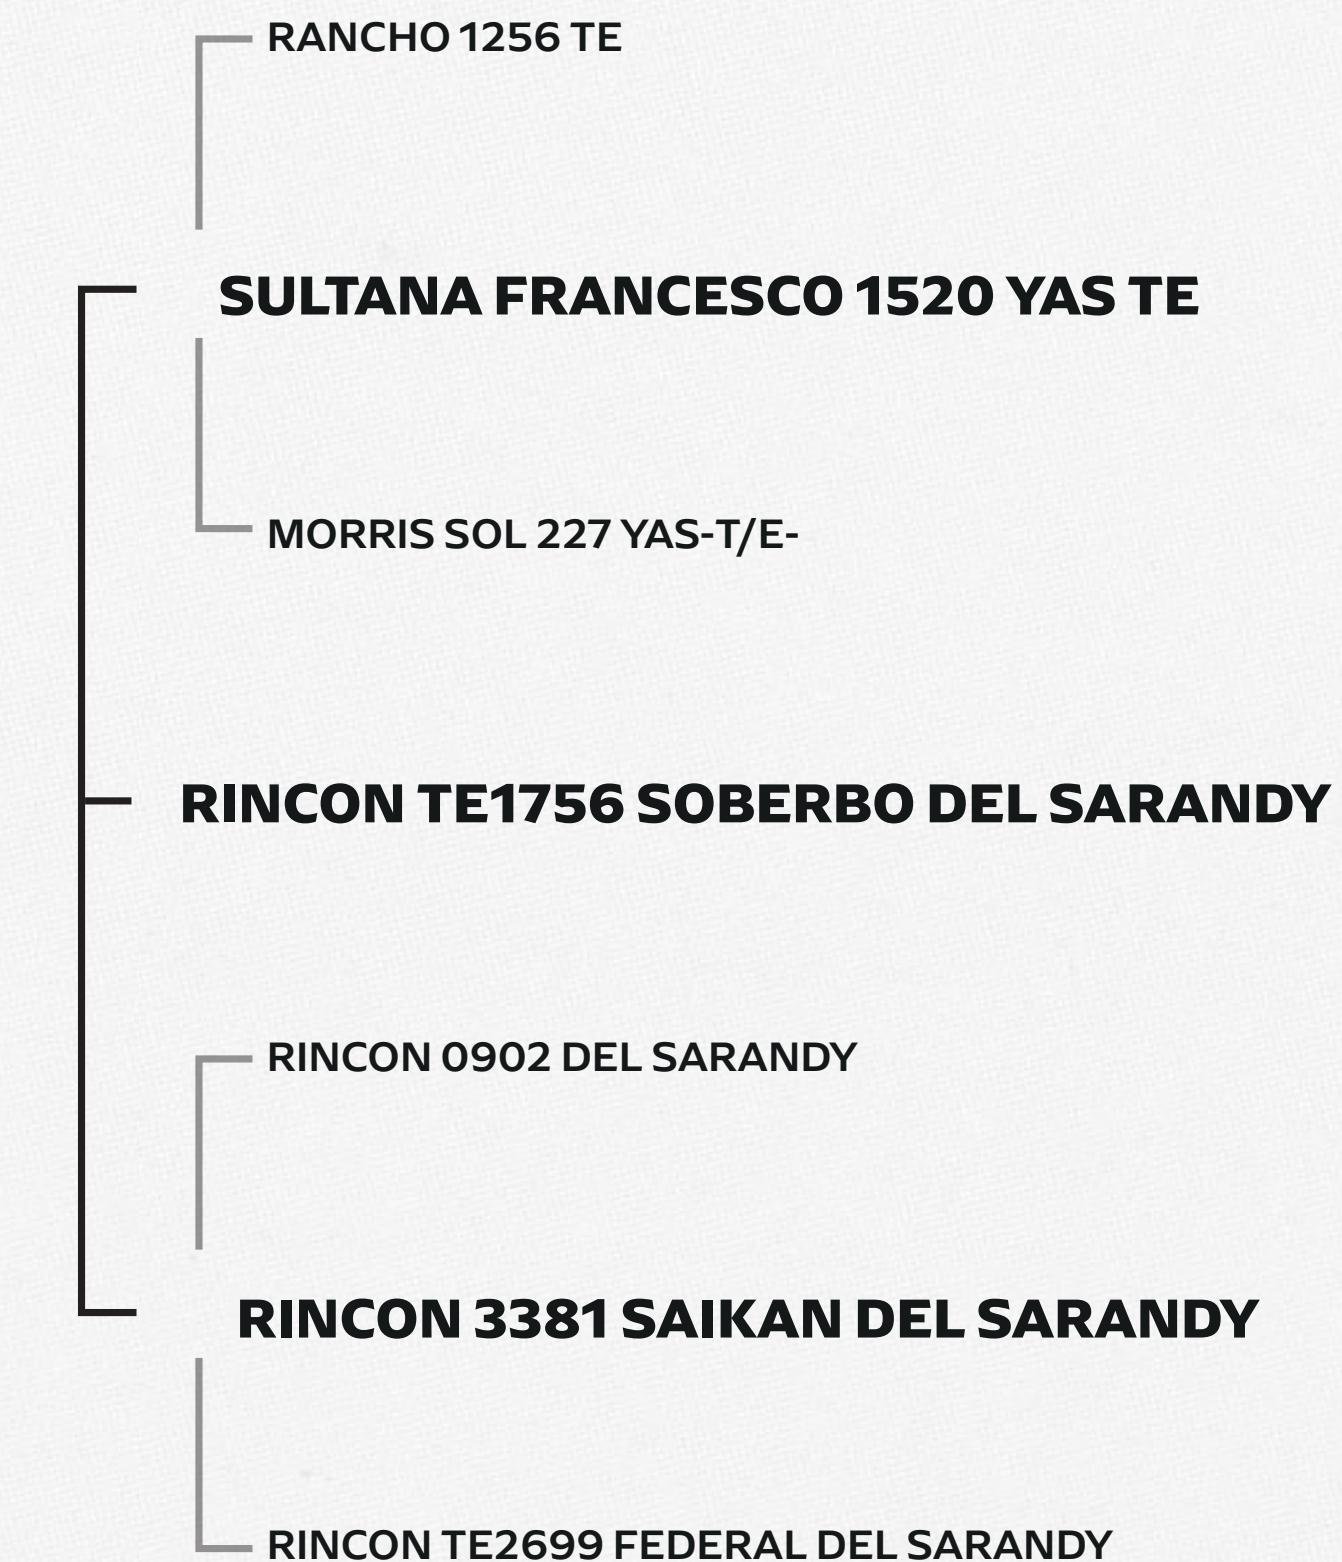 RANCHO 1256 TE
SULTANA FRANCESCO 1520 YAS TE
MORRIS SOL 227 YAS-T/E-
RINCON TE1756 SOBERBO DEL SARANDY
RINCON 0902 DEL SARANDY
RINCON 3381 SAIKAN DEL SARANDY
RINCON TE2699 FEDERAL DEL SARANDY